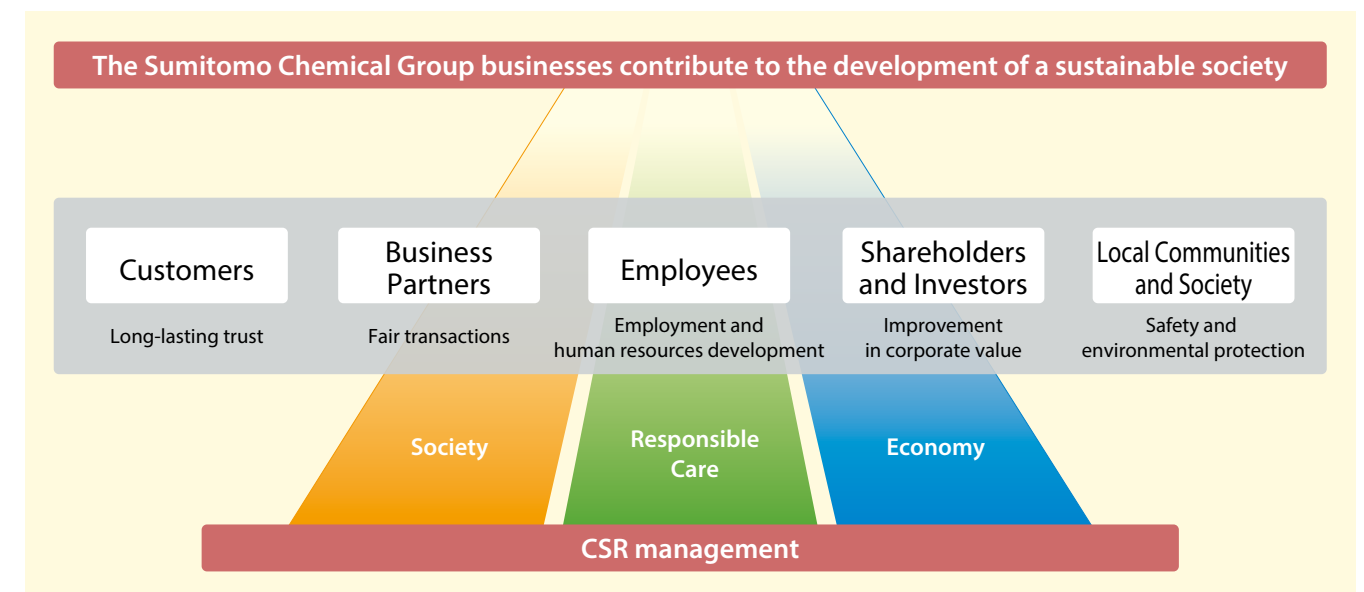 The Sumitomo Chemical Group businesses contribute to the development of a sustainable society
Customers
Long-lasting trust
Business
Partners
Fair transactions
Employees
Employment and
human resources development
Shareholders
and Investors
Improvement
in corporate value
Local Communities
and Society
Safety and
environmental protection
Society
Responsible
Care
Economy
CSR management